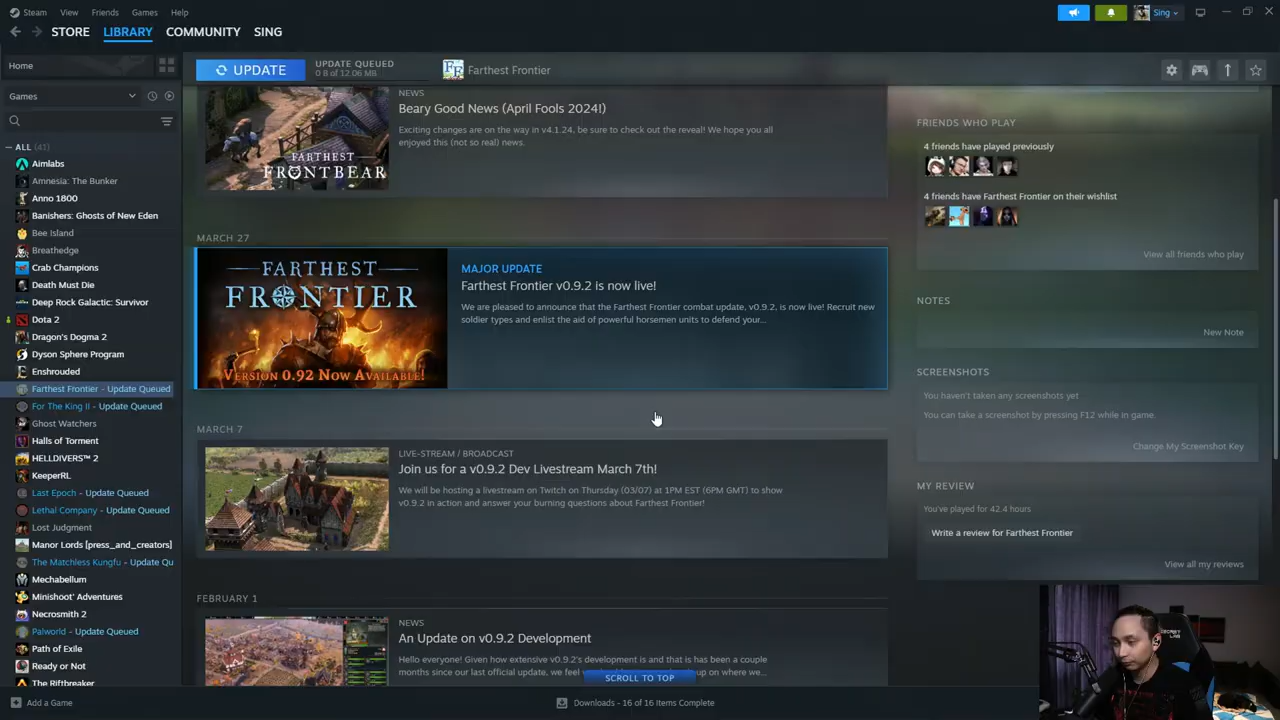 Steam View Friends Games Help
Sing
STORE LIBRARY COMMUNITY SING
Home
Games
ALL (41)
Aimlabs
Amnesia: The Bunker
Anno 1800
Banishers: Ghosts of New Eden
Bee Island
Breathedge
Crab Champions
Death Must Die
Deep Rock Galactic: Survivor
Dota 2
Dragon's Dogma 2
Dyson Sphere Program
Enshrouded
Farthest Frontier - Update Queued
For The King II - Update Queued
Ghost Watchers
Halls of Torment
HELLDIVERS™ 2
KeeperRL
Last Epoch - Update Queued
Lethal Company - Update Queued
Lost Judgment
Manor Lords [press_and_creators]
The Matchless Kungfu - Update Qu
Mechabellum
Minishoot' Adventures
Necrosmith 2
Palworld - Update Queued
Path of Exile
Ready or Not
The Riftbreaker
Add a Game
UPDATE
UPDATE QUEUED
0 B of 12.06 MB
FF
Farthest Frontier
FARTHEST
FRONTBEAR
NEWS
Beary Good News (April Fools 2024!)
Exciting changes are on the way in v4.1.24, be sure to check out the reveal! We hope you all
enjoyed this (not so real) news.
MARCH 27
FARTHEST
FRONTIER
VERSION 0.92 NOW AVAILABLE!
MAJOR UPDATE
Farthest Frontier v0.9.2 is now live!
We are pleased to announce that the Farthest Frontier combat update, v0.9.2, is now live! Recruit new
soldier types and enlist the aid of powerful horsemen units to defend your...
MARCH 7
LIVE-STREAM / BROADCAST
Join us for a v0.9.2 Dev Livestream March 7th!
We will be hosting a livestream on Twitch on Thursday (03/07) at 1PM EST (6PM GMT) to show
v0.9.2 in action and answer your burning questions about Farthest Frontier!
FEBRUARY 1
NEWS
An Update on v0.9.2 Development
Hello everyone! Given how extensive v0.9.2's development is and that is has been a couple
months since our last official update, we feel up on where we...
SCROLL TO TOP
Downloads - 16 of 16 Items Complete
FRIENDS WHO PLAY
4 friends have played previously
4 friends have Farthest Frontier on their wishlist
View all friends who play
NOTES
New Note
SCREENSHOTS
You haven't taken any screenshots yet
You can take a screenshot by pressing F12 while in game.
Change My Screenshot Key
MY REVIEW
You've played for 42.4 hours
Write a review for Farthest Frontier
View all my reviews